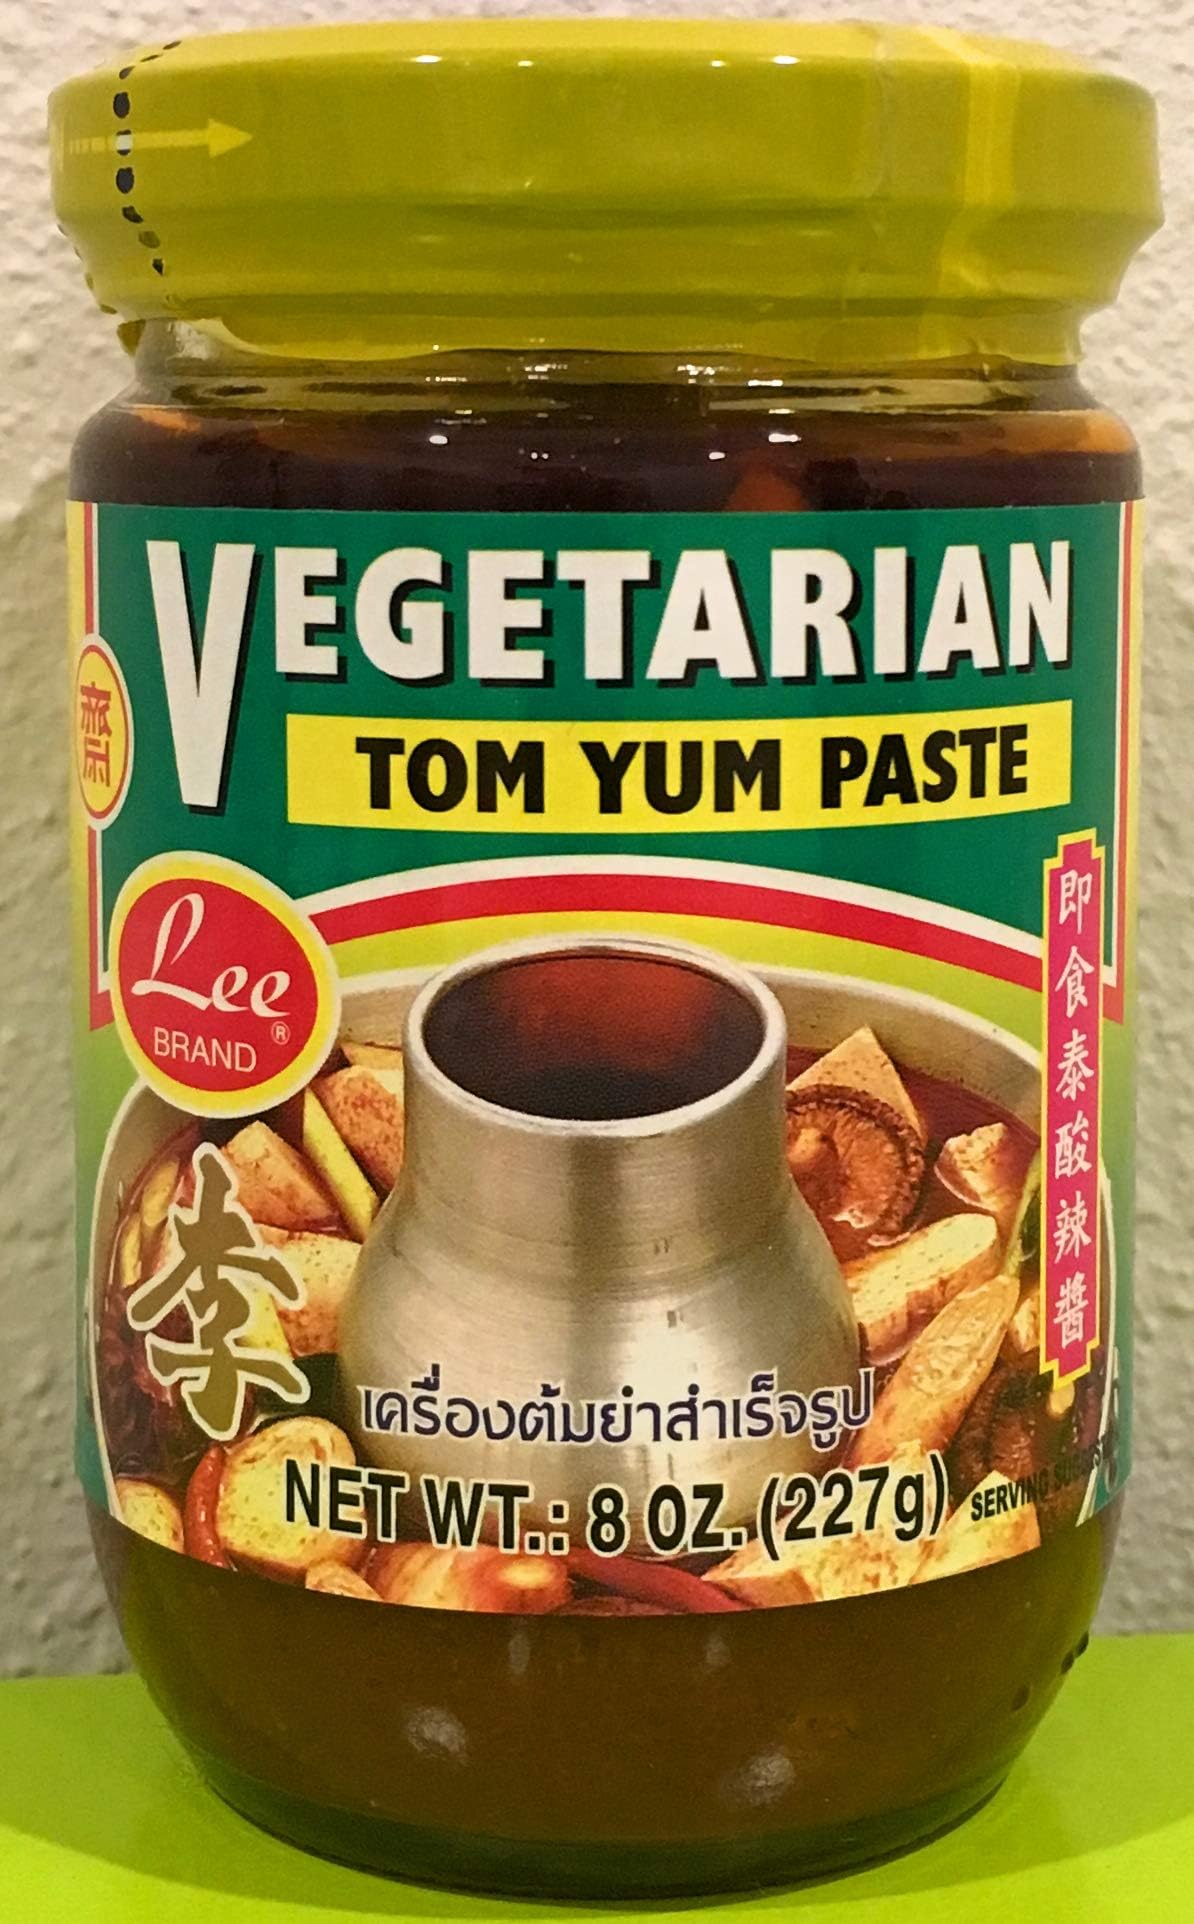 VEGETARIAN
TOM YUM PASTE
齋
Lee®
BRAND
李
即食泰酸辣醬
เครื่องต้มยำสำเร็จรูป
NET WT.: 8 OZ. (227g)
SERVING